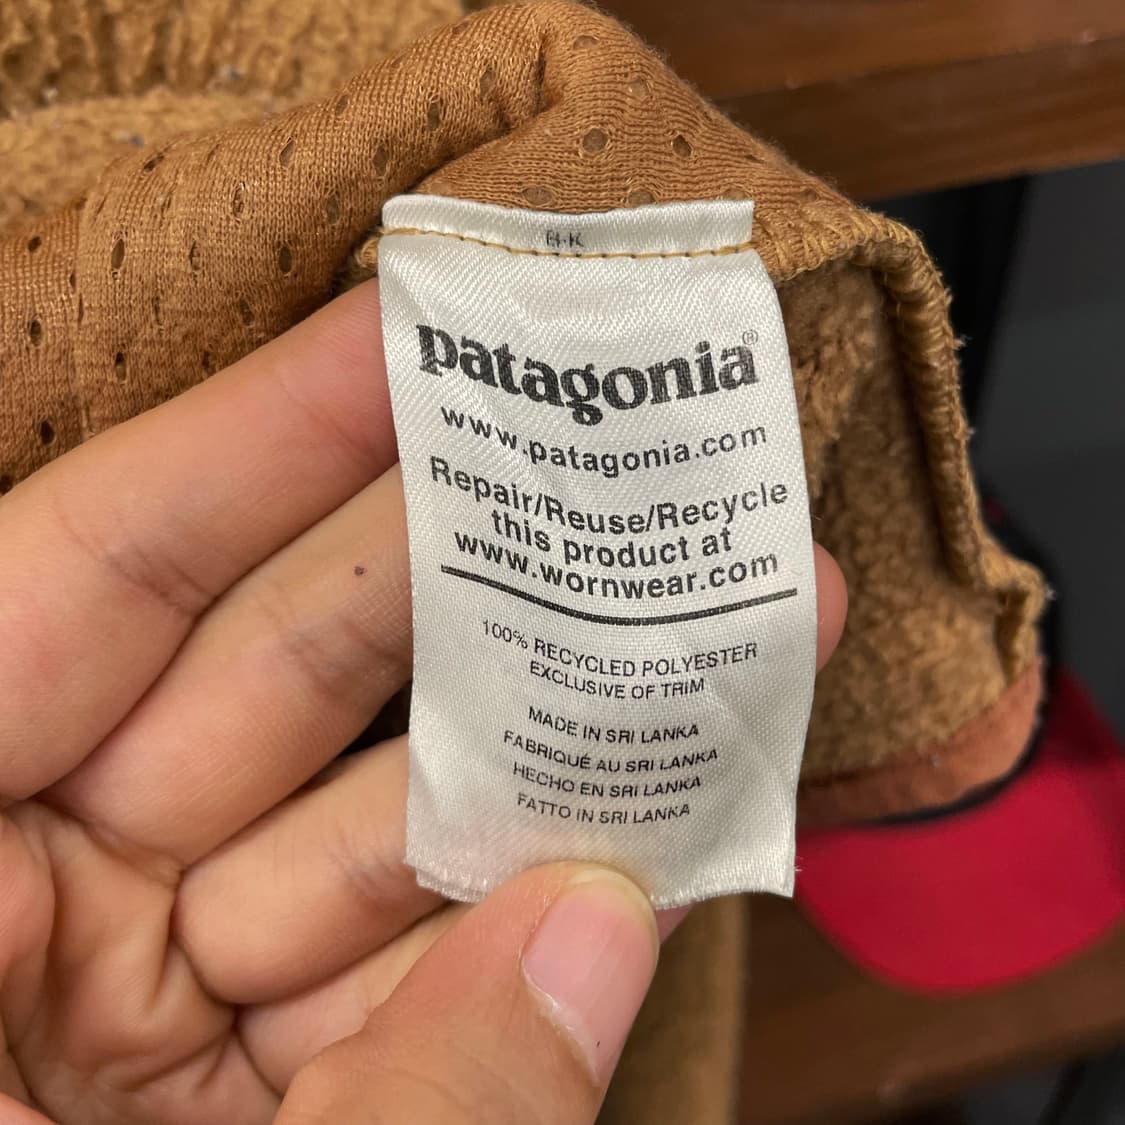 H·K
patagonia®
www.patagonia.com
Repair/Reuse/Recycle
this product at
www.wornwear.com
100% RECYCLED POLYESTER
EXCLUSIVE OF TRIM
MADE IN SRI LANKA
FABRIQUÉ AU SRI LANKA
HECHO EN SRI LANKA
FATTO IN SRI LANKA